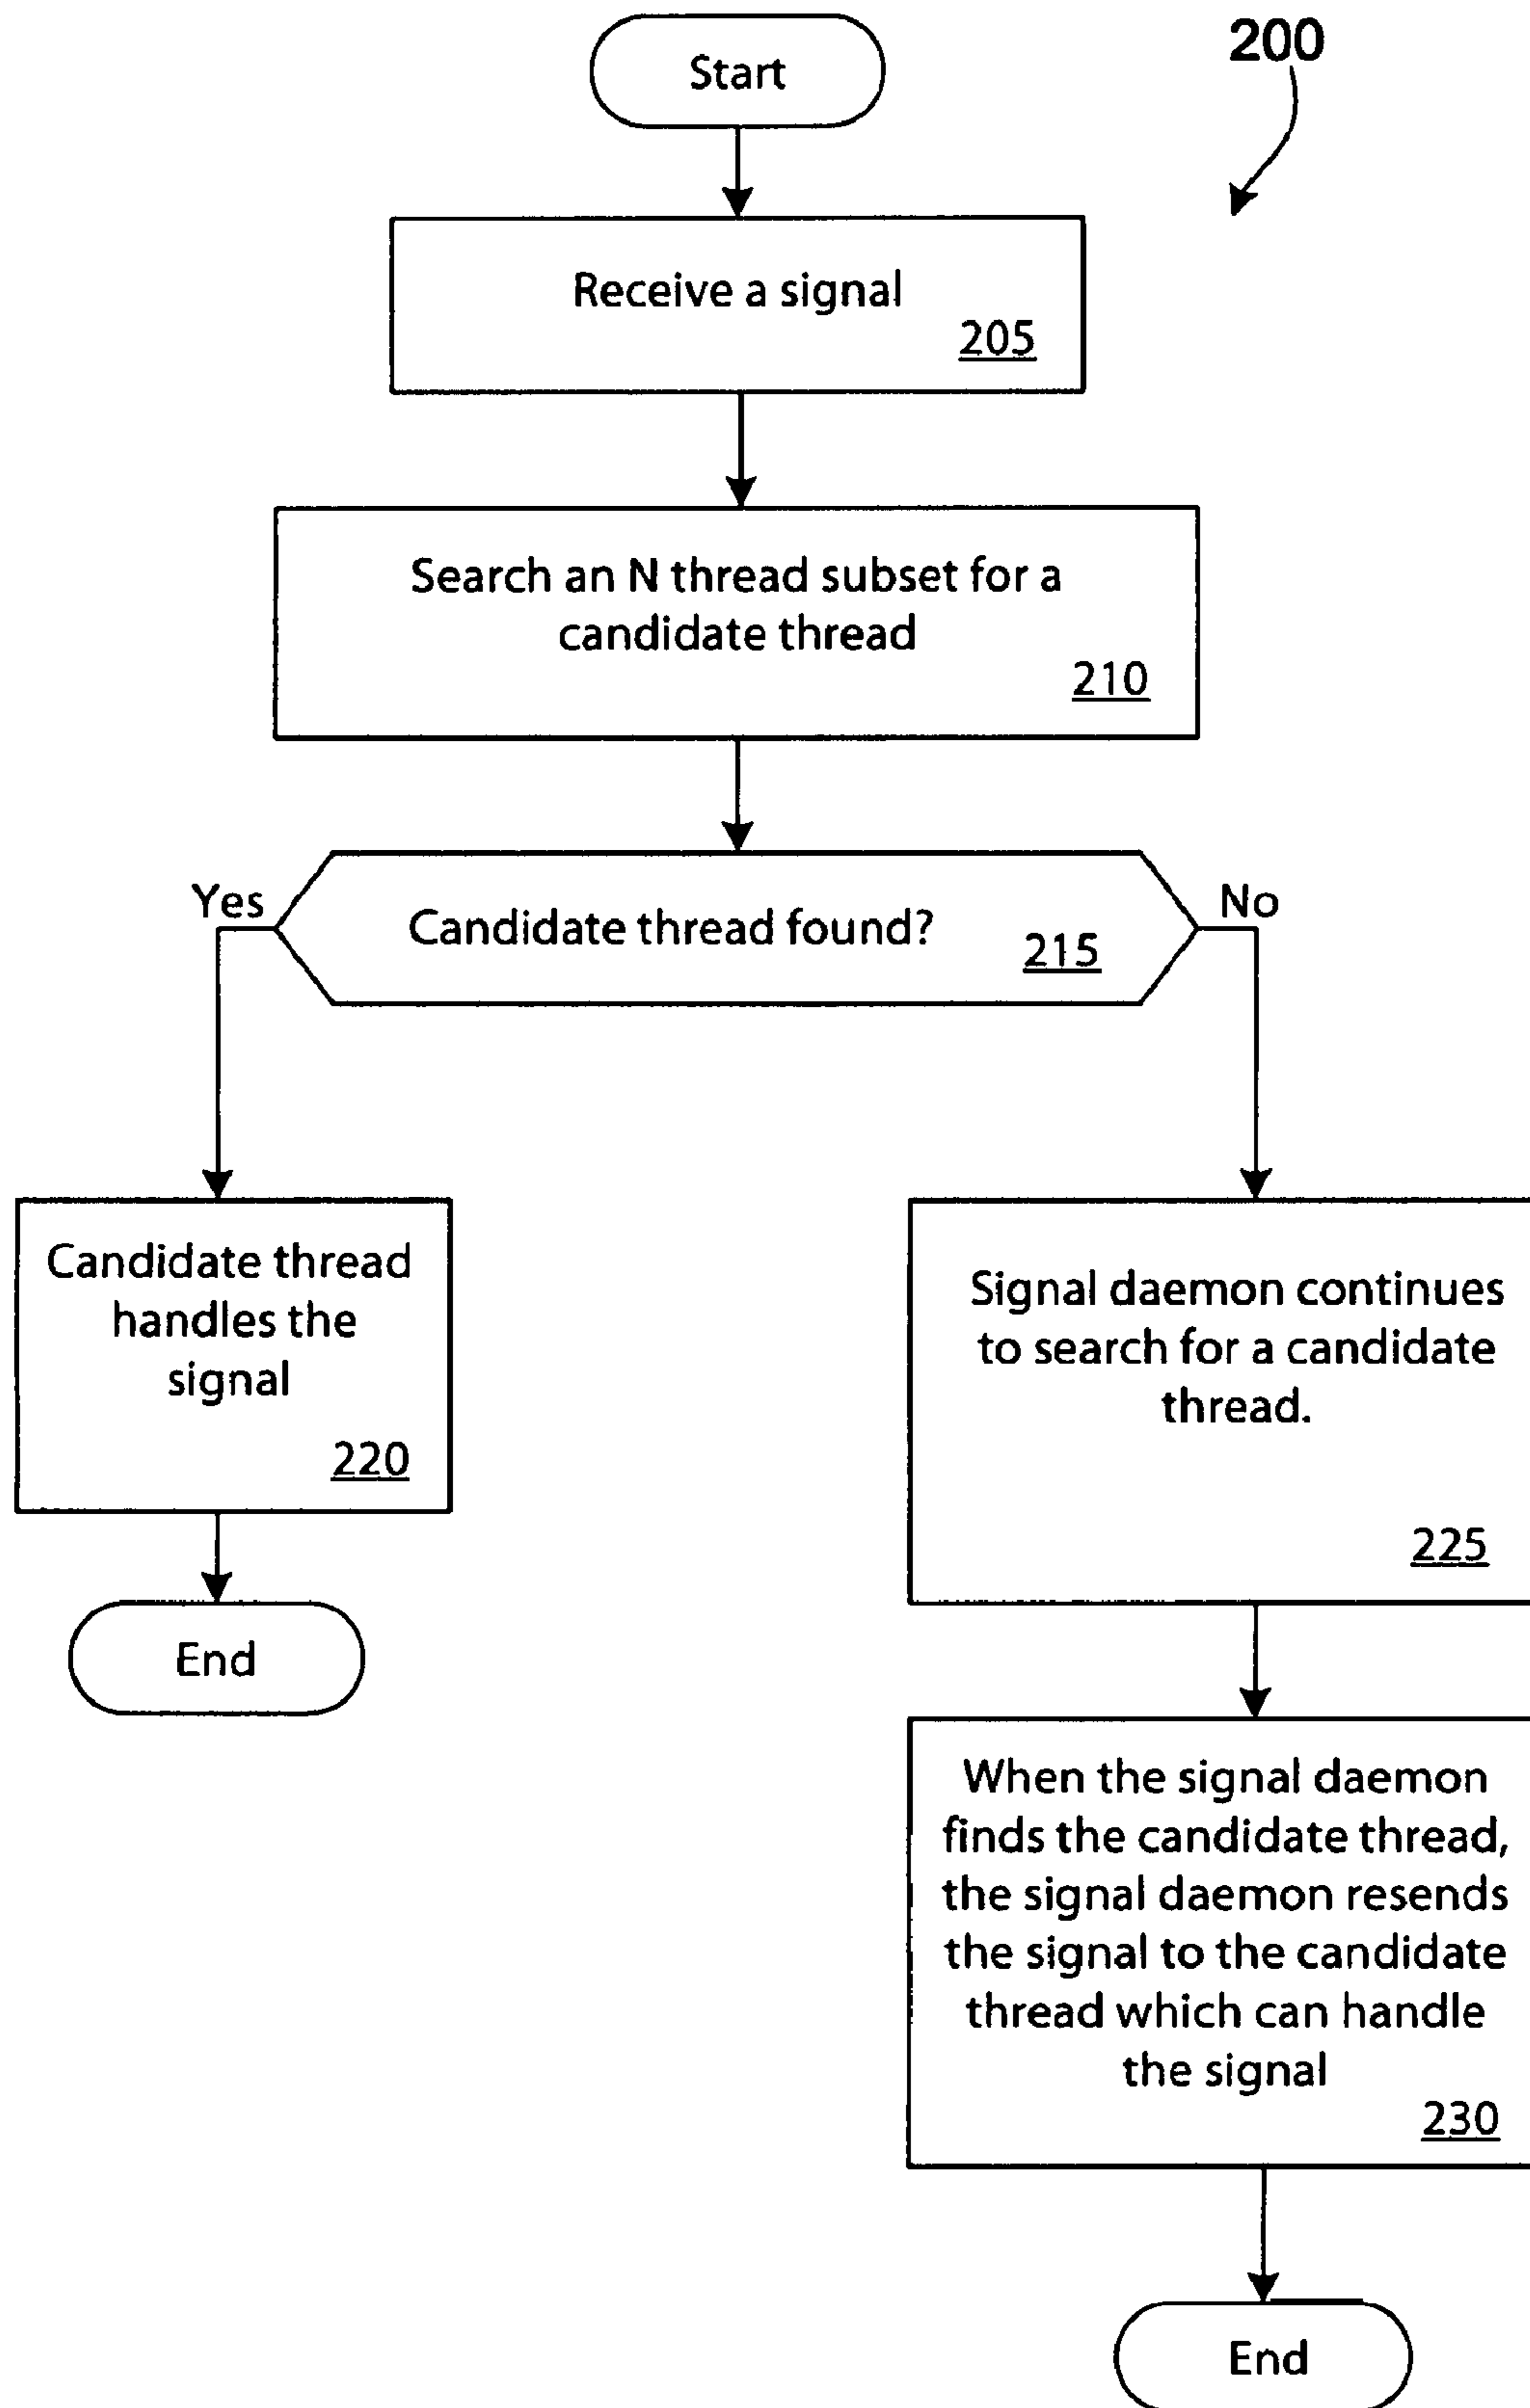 Start
200
Receive a signal
205
Search an N thread subset for a
candidate thread
210
Yes
Candidate thread found?
215
No
Candidate thread
handles the
signal
220
End
Signal daemon continues
to search for a candidate
thread.
225
When the signal daemon
finds the candidate thread,
the signal daemon resends
the signal to the candidate
thread which can handle
the signal
230
End